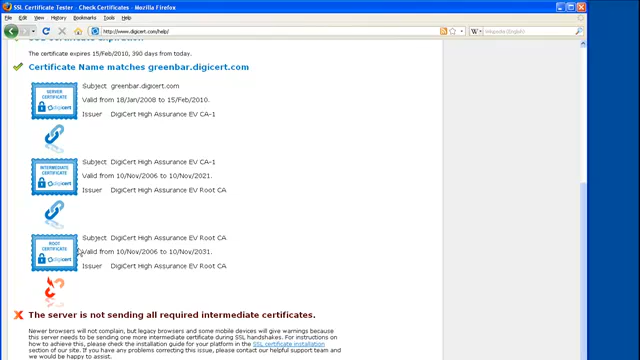 SSL Certificate Tester - Check Certificates - Mozilla Firefox
File Edit View History Bookmarks Tools Help
http://www.digicert.com/help/
Wikipedia (English)
SSL Certificate Expiration
The certificate expires 15/Feb/2010, 390 days from today.
Certificate Name matches greenbar.digicert.com
SERVER CERTIFICATE
digicert
Subject greenbar.digicert.com
Valid from 18/Jan/2008 to 15/Feb/2010.
Issuer DigiCert High Assurance EV CA-1
INTERMEDIATE CERTIFICATE
digicert
Subject DigiCert High Assurance EV CA-1
Valid from 10/Nov/2006 to 10/Nov/2021.
Issuer DigiCert High Assurance EV Root CA
ROOT CERTIFICATE
digicert
Subject DigiCert High Assurance EV Root CA
Valid from 10/Nov/2006 to 10/Nov/2031.
Issuer DigiCert High Assurance EV Root CA
The server is not sending all required intermediate certificates.
Newer browsers will not complain, but legacy browsers and some mobile devices will give warnings because
this server needs to be sending one more intermediate certificate during SSL handshakes. For instructions on
how to achieve this, please check the installation guide for your platform in the SSL certificate installation
section of our site. If you have any problems correcting this issue, please contact our helpful support team and
we would be happy to assist.